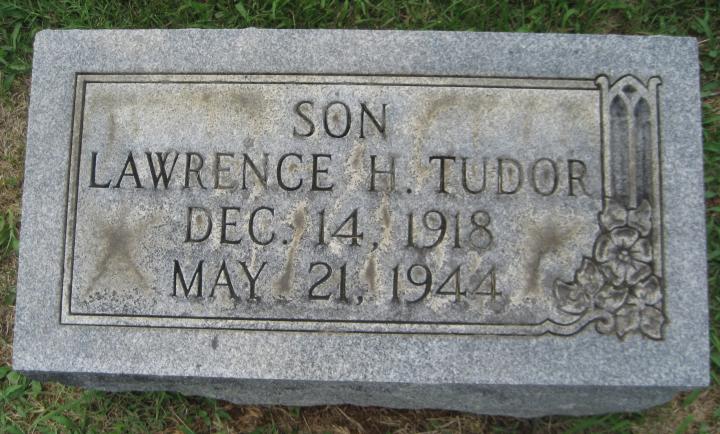 SON
LAWRENCE H. TUDOR
DEC. 14, 1918
MAY 21, 1944